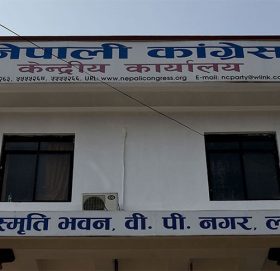 नेपाली कांग्रेस
केन्द्रीय कार्यालय
URL: www.nepalicongress.org E-mail: ncparty@wlink.c
स्मृति भवन, वी. पी. नगर, ल